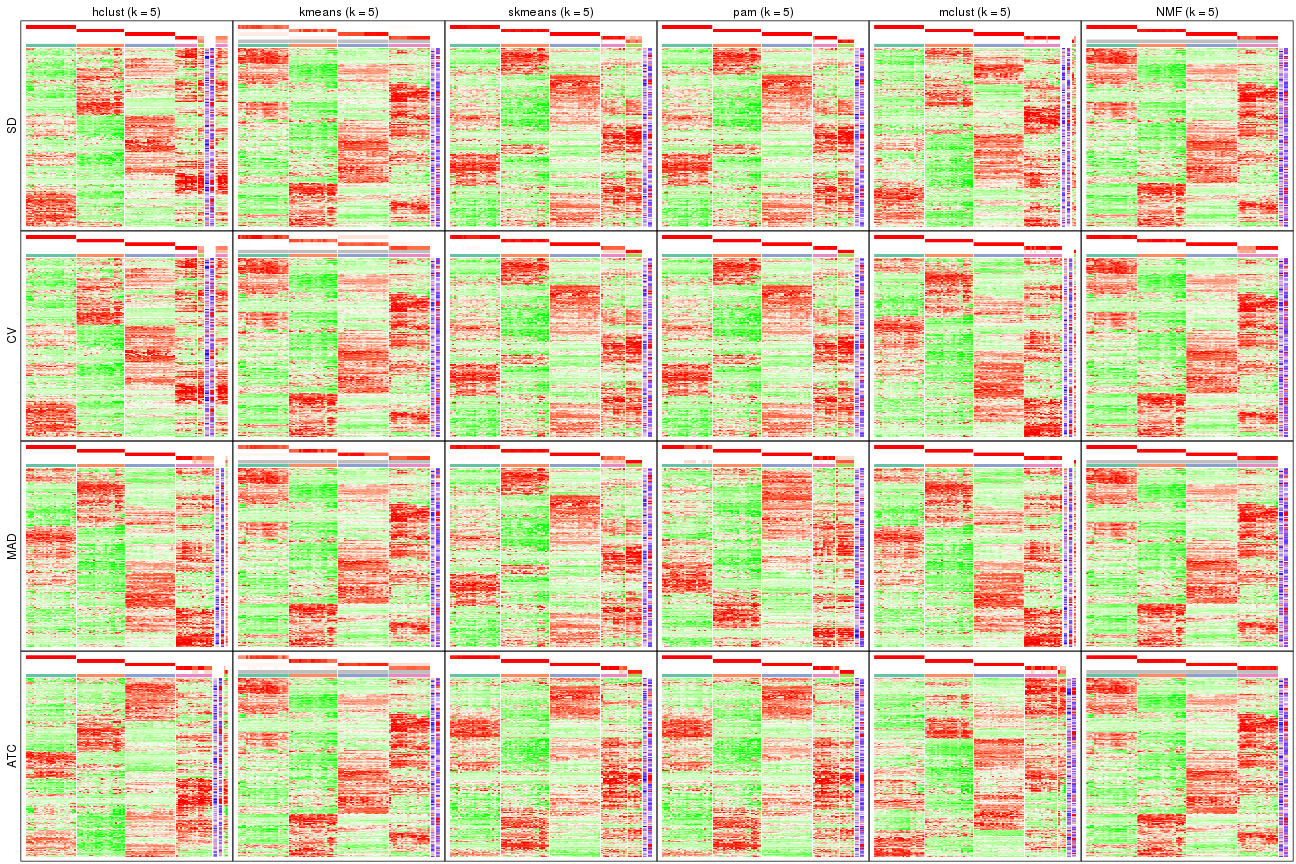 hclust (k = 5)
kmeans (k = 5)
skmeans (k = 5)
pam (k = 5)
mclust (k = 5)
NMF (k = 5)
SD
CV
MAD
ATC